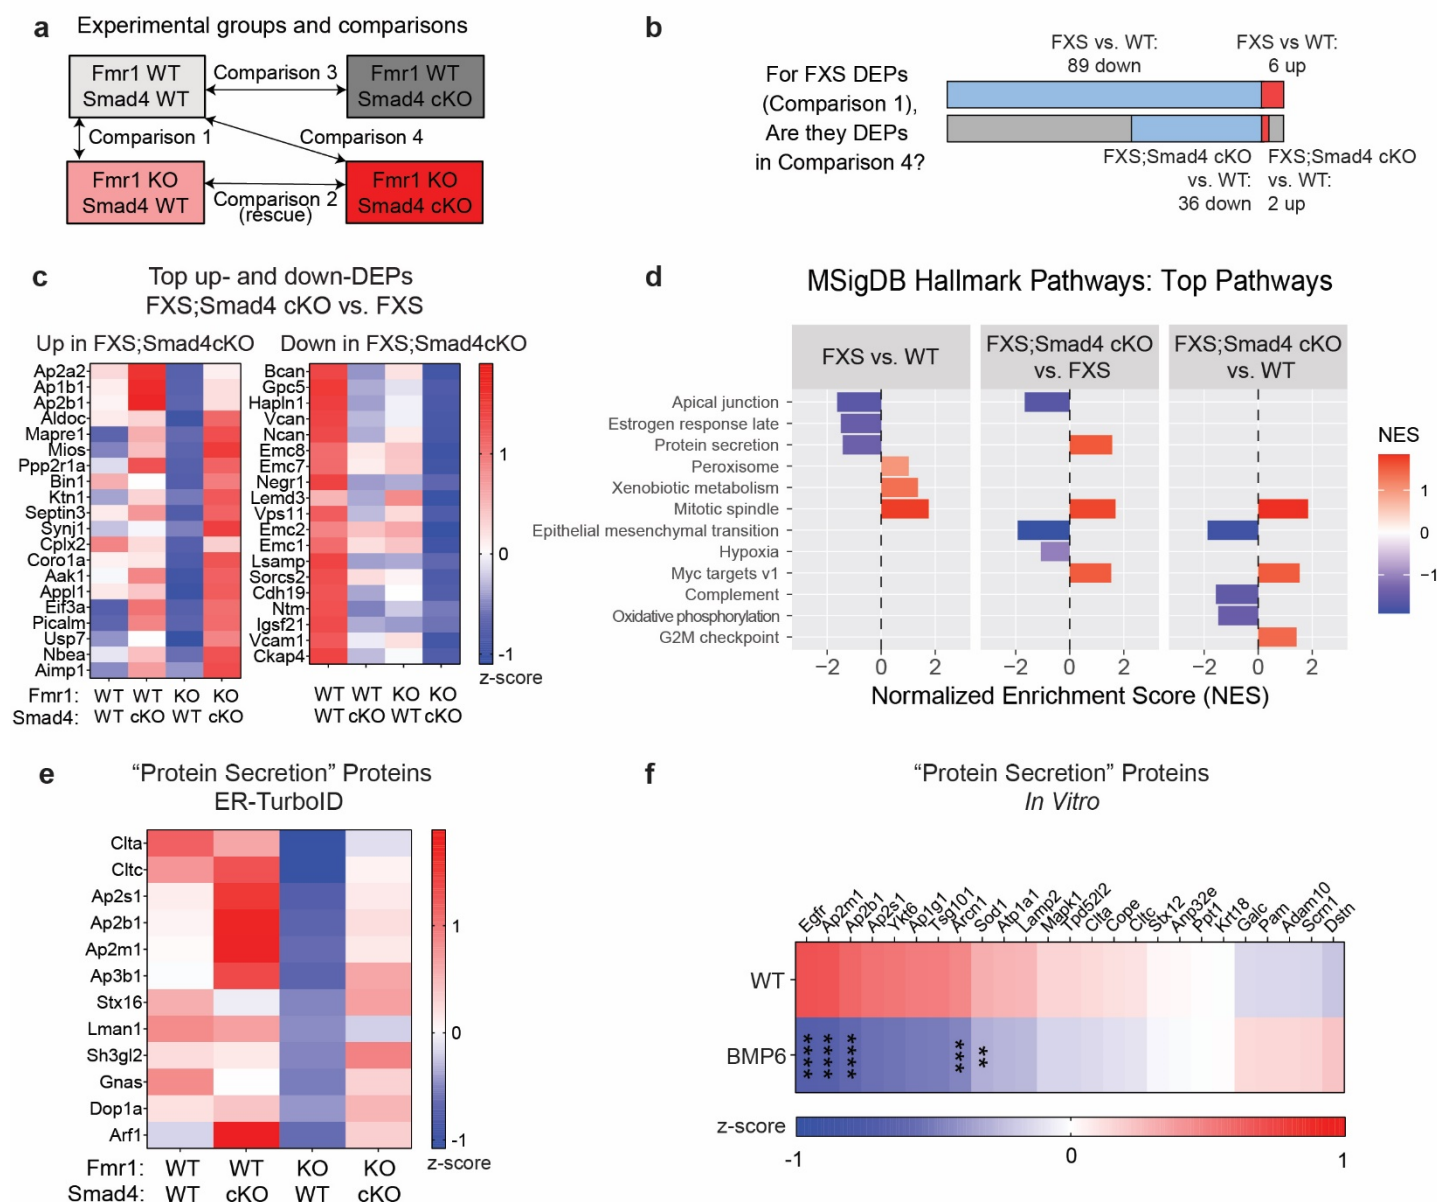 a
Experimental groups and comparisons
Fmr1 WT
Smad4 WT
Comparison 3
Fmr1 WT
Smad4 cKO
Comparison 1
Comparison 4
Fmr1 KO
Smad4 WT
Comparison 2
(rescue)
Fmr1 KO
Smad4 cKO
b
For FXS DEPs
(Comparison 1),
Are they DEPs
in Comparison 4?
FXS vs. WT:
89 down
FXS vs WT:
6 up
FXS;Smad4 cKO
vs. WT:
36 down
FXS;Smad4 cKO
vs. WT:
2 up
c
Top up- and down-DEPs
FXS;Smad4 cKO vs. FXS
Up in FXS;Smad4cKO
Ap2a2
Ap1b1
Ap2b1
Aldoc
Mapre1
Mios
Ppp2r1a
Bin1
Ktn1
Septin3
Synj1
Cplx2
Coro1a
Aak1
Appl1
Eif3a
Picalm
Usp7
Nbea
Aimp1
Down in FXS;Smad4cKO
Bcan
Gpc5
Hapln1
Vcan
Ncan
Emc8
Emc7
Negr1
Lemd3
Vps11
Emc2
Emc1
Lsamp
Sorcs2
Cdh19
Ntm
Igsf21
Vcam1
Ckap4
1
0
-1
z-score
Fmr1: WT WT KO KO WT WT KO KO
Smad4: WT cKO WT cKO WT cKO WT cKO
d
MSigDB Hallmark Pathways: Top Pathways
FXS vs. WT
FXS;Smad4 cKO
vs. FXS
FXS;Smad4 cKO
vs. WT
Apical junction
Estrogen response late
Protein secretion
Peroxisome
Xenobiotic metabolism
Mitotic spindle
Epithelial mesenchymal transition
Hypoxia
Myc targets v1
Complement
Oxidative phosphorylation
G2M checkpoint
−2 0 2 −2 0 2 −2 0 2
Normalized Enrichment Score (NES)
NES
1
0
−1
e
“Protein Secretion” Proteins
ER-TurboID
Clta
Cltc
Ap2s1
Ap2b1
Ap2m1
Ap3b1
Stx16
Lman1
Sh3gl2
Gnas
Dop1a
Arf1
1
0
-1
z-score
Fmr1: WT WT KO KO
Smad4: WT cKO WT cKO
f
“Protein Secretion” Proteins
In Vitro
Egfr
Ap2m1
Ap2b1
Ap2s1
Ykt6
Ap1g1
Tsg101
Arcn1
Sod1
Atp1a1
Lamp2
Mapk1
Tpd52l2
Clta
Cope
Cltc
Stx12
Anp32e
Ppt1
Krt18
Galc
Pam
Adam10
Scrn1
Dstn
WT
BMP6
**** **** **** *** **
z-score
-1 0 1